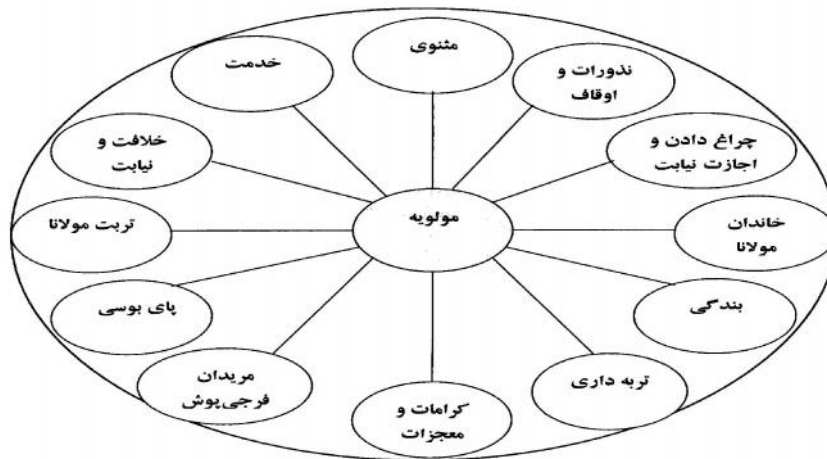 مثنوی
نذورات و
اوقاف
چراغ دادن و
اجازت نیابت
خاندان
مولانا
بندگی
تربه داری
کرامات و
معجزات
مریدان
فرجی‌پوش
پای بوسی
تربت مولانا
خلافت و
نیابت
خدمت
مولویه